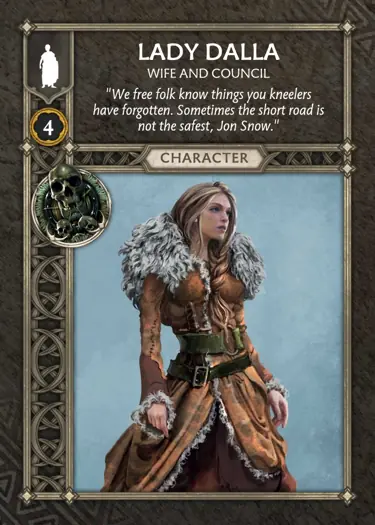 LADY DALLA
WIFE AND COUNCIL
"We free folk know things you kneelers
have forgotten. Sometimes the short road is
not the safest, Jon Snow."
4
CHARACTER